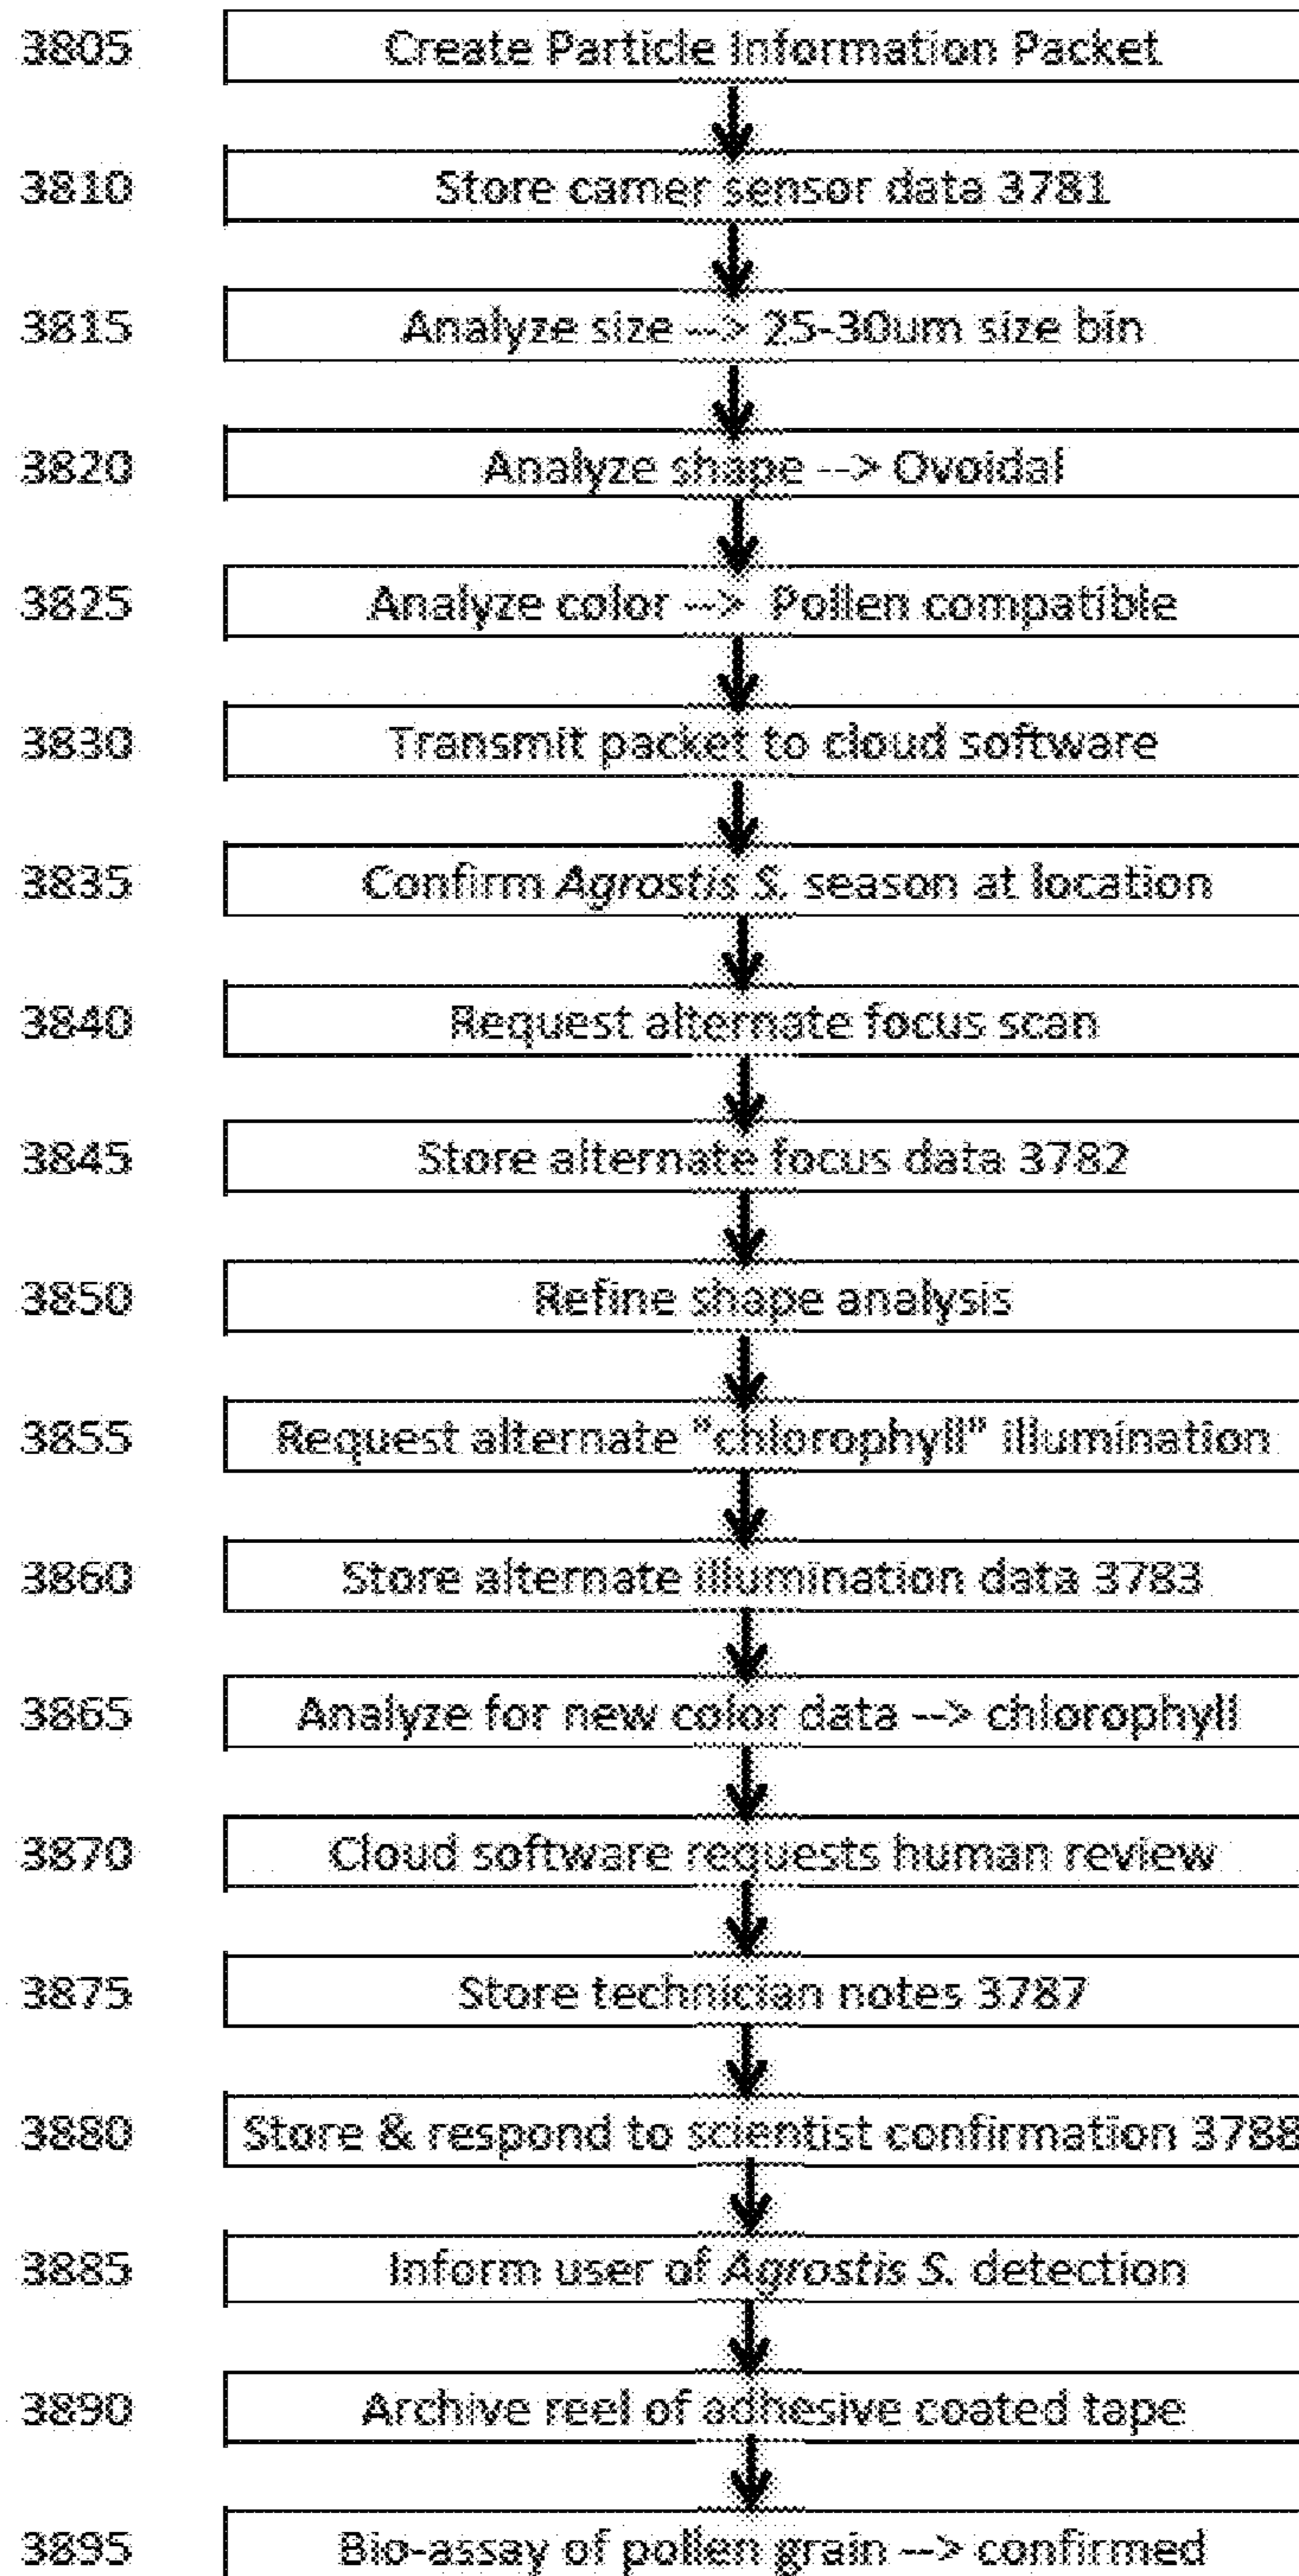 3805 Create Particle Information Packet
3810 Store camer sensor data 3781
3815 Analyze size --> 25-30um size bin
3820 Analyze shape --> Ovoidal
3825 Analyze color --> Pollen compatible
3830 Transmit packet to cloud software
3835 Confirm Agrostis S. season at location
3840 Request alternate focus scan
3845 Store alternate focus data 3782
3850 Refine shape analysis
3855 Request alternate "chlorophyll" illumination
3860 Store alternate illumination data 3783
3865 Analyze for new color data --> chlorophyll
3870 Cloud software requests human review
3875 Store technician notes 3787
3880 Store & respond to scientist confirmation 3788
3885 Inform user of Agrostis S. detection
3890 Archive reel of adhesive coated tape
3895 Bio-assay of pollen grain --> confirmed